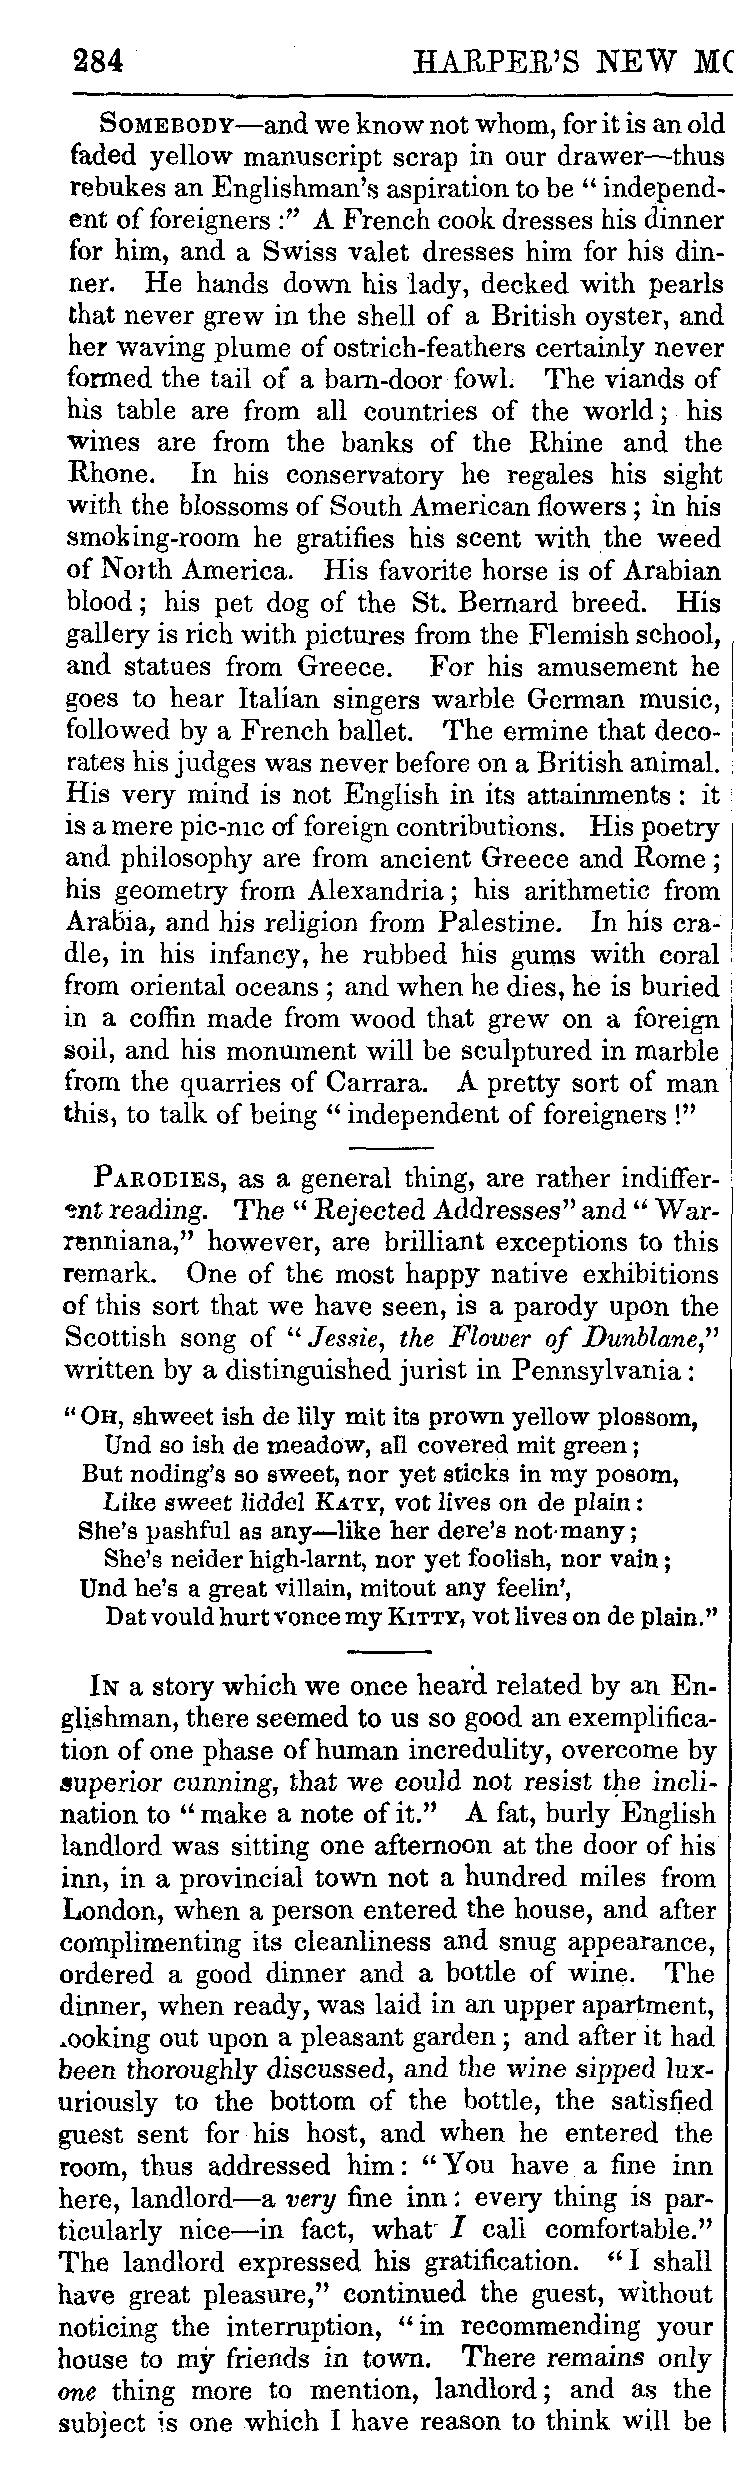 284 HARPER'S NEW MO
SOMEBODY—and we know not whom, for it is an old
faded yellow manuscript scrap in our drawer—thus
rebukes an Englishman's aspiration to be "independ-
ent of foreigners:" A French cook dresses his dinner
for him, and a Swiss valet dresses him for his din-
ner. He hands down his lady, decked with pearls
that never grew in the shell of a British oyster, and
her waving plume of ostrich-feathers certainly never
formed the tail of a barn-door fowl. The viands of
his table are from all countries of the world; his
wines are from the banks of the Rhine and the
Rhone. In his conservatory he regales his sight
with the blossoms of South American flowers; in his
smoking-room he gratifies his scent with the weed
of North America. His favorite horse is of Arabian
blood; his pet dog of the St. Bernard breed. His
gallery is rich with pictures from the Flemish school,
and statues from Greece. For his amusement he
goes to hear Italian singers warble German music,
followed by a French ballet. The ermine that deco-
rates his judges was never before on a British animal.
His very mind is not English in its attainments: it
is a mere pic-nic of foreign contributions. His poetry
and philosophy are from ancient Greece and Rome;
his geometry from Alexandria; his arithmetic from
Arabia, and his religion from Palestine. In his cra-
dle, in his infancy, he rubbed his gums with coral
from oriental oceans; and when he dies, he is buried
in a coffin made from wood that grew on a foreign
soil, and his monument will be sculptured in marble
from the quarries of Carrara. A pretty sort of man
this, to talk of being "independent of foreigners!"
PARODIES, as a general thing, are rather indiffer-
ent reading. The "Rejected Addresses" and "War-
renniana," however, are brilliant exceptions to this
remark. One of the most happy native exhibitions
of this sort that we have seen, is a parody upon the
Scottish song of "Jessie, the Flower of Dunblane,"
written by a distinguished jurist in Pennsylvania:
"OH, shweet ish de lily mit its prown yellow plossom,
Und so ish de meadow, all covered mit green;
But noding's so sweet, nor yet sticks in my posom,
Like sweet liddel KATY, vot lives on de plain:
She's pashful as any—like her dere's not many;
She's neider high-larnt, nor yet foolish, nor vain;
Und he's a great villain, mitout any feelin',
Dat vould hurt vonce my KITTY, vot lives on de plain."
IN a story which we once heard related by an En-
glishman, there seemed to us so good an exemplifica-
tion of one phase of human incredulity, overcome by
superior cunning, that we could not resist the incli-
nation to "make a note of it." A fat, burly English
landlord was sitting one afternoon at the door of his
inn, in a provincial town not a hundred miles from
London, when a person entered the house, and after
complimenting its cleanliness and snug appearance,
ordered a good dinner and a bottle of wine. The
dinner, when ready, was laid in an upper apartment,
looking out upon a pleasant garden; and after it had
been thoroughly discussed, and the wine sipped lux-
uriously to the bottom of the bottle, the satisfied
guest sent for his host, and when he entered the
room, thus addressed him: "You have a fine inn
here, landlord—a very fine inn: every thing is par-
ticularly nice—in fact, what I call comfortable."
The landlord expressed his gratification. "I shall
have great pleasure," continued the guest, without
noticing the interruption, "in recommending your
house to my friends in town. There remains only
one thing more to mention, landlord; and as the
subject is one which I have reason to think will be